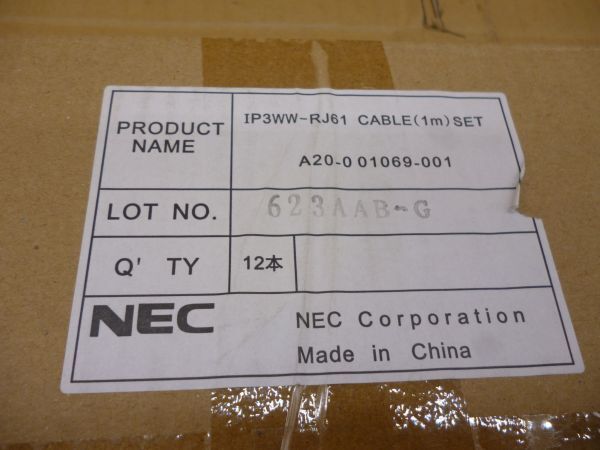 PRODUCT NAME
IP3WW-RJ61 CABLE(1m)SET
A20-001069-001
LOT NO.
623AAB-G
Q' TY
12本
NEC
NEC Corporation
Made in China